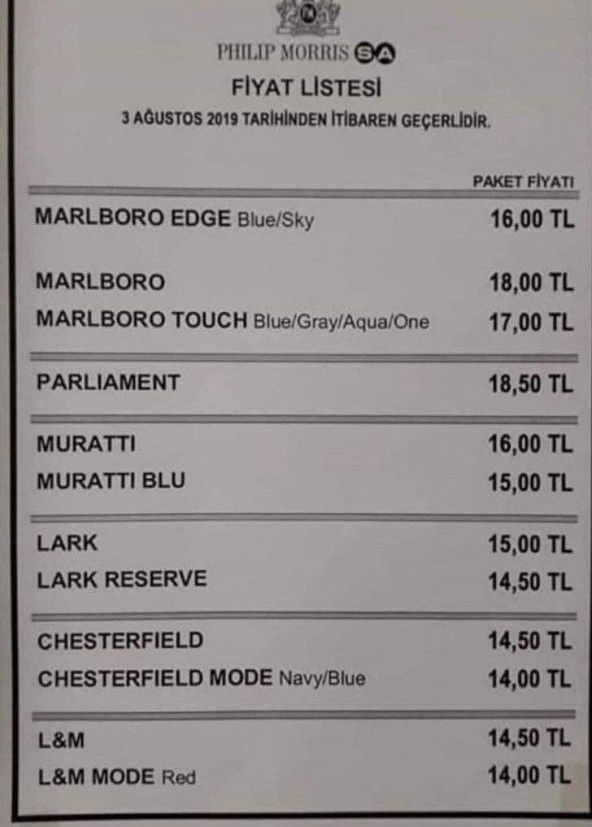 PHILIP MORRIS SA
FİYAT LİSTESİ
3 AĞUSTOS 2019 TARİHİNDEN İTİBAREN GEÇERLİDİR.
PAKET FİYATI
MARLBORO EDGE Blue/Sky 16,00 TL
MARLBORO 18,00 TL
MARLBORO TOUCH Blue/Gray/Aqua/One 17,00 TL
PARLIAMENT 18,50 TL
MURATTI 16,00 TL
MURATTI BLU 15,00 TL
LARK 15,00 TL
LARK RESERVE 14,50 TL
CHESTERFIELD 14,50 TL
CHESTERFIELD MODE Navy/Blue 14,00 TL
L&M 14,50 TL
L&M MODE Red 14,00 TL